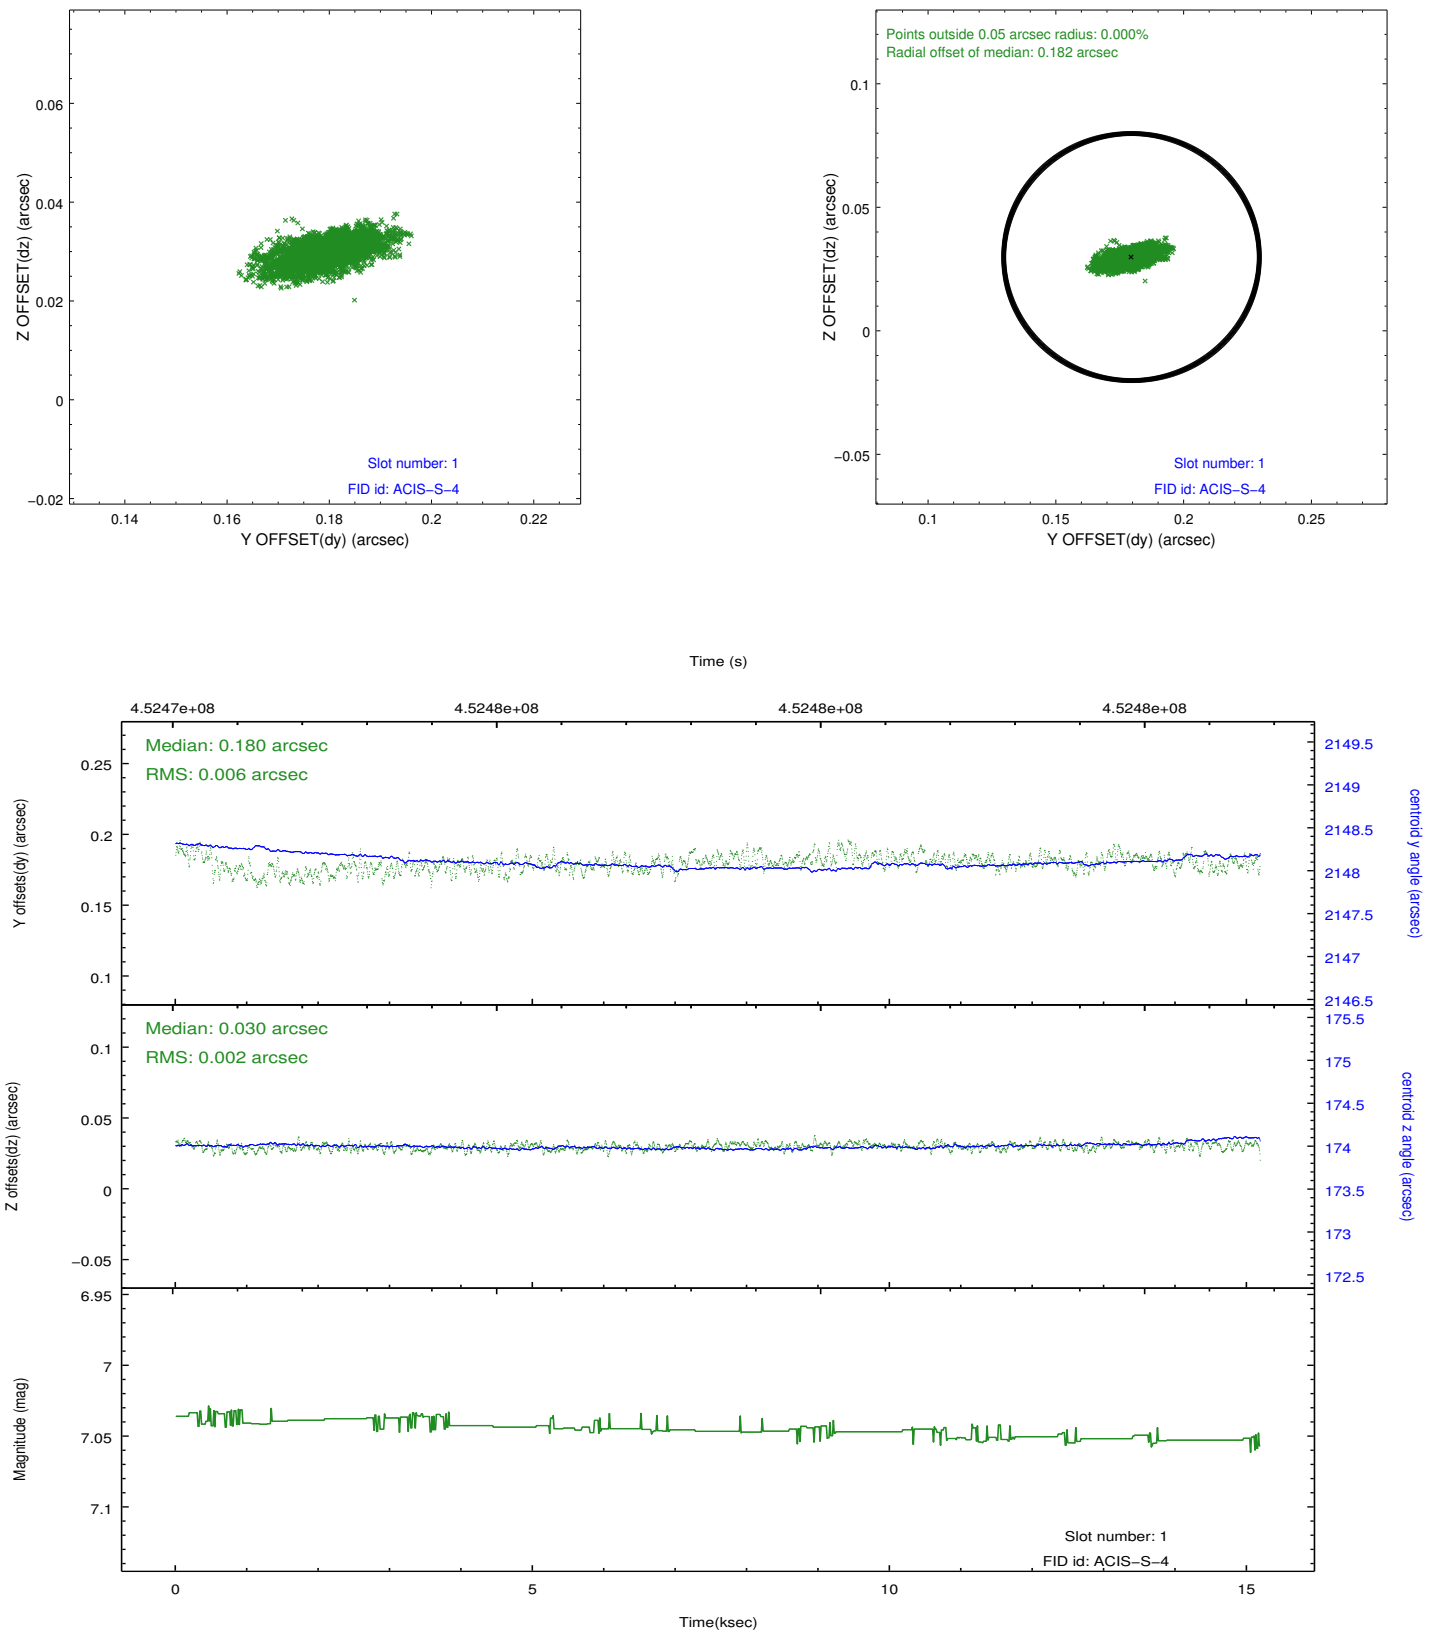 0.06
0.04
0.02
0
−0.02
0.14
0.16
0.18
0.2
0.22
Z OFFSET(dz) (arcsec)
Y OFFSET(dy) (arcsec)
Slot number: 1
FID id: ACIS−S−4
Points outside 0.05 arcsec radius: 0.000%
Radial offset of median: 0.182 arcsec
0.1
0.05
0
−0.05
0.1
0.15
0.2
0.25
Z OFFSET(dz) (arcsec)
Y OFFSET(dy) (arcsec)
Slot number: 1
FID id: ACIS−S−4
Time (s)
4.5247e+08
4.5248e+08
4.5248e+08
4.5248e+08
Median: 0.180 arcsec
RMS: 0.006 arcsec
0.25
0.2
0.15
0.1
Y offsets(dy) (arcsec)
2149.5
2149
2148.5
2148
2147.5
2147
2146.5
centroid y angle (arcsec)
Median: 0.030 arcsec
RMS: 0.002 arcsec
0.1
0.05
0
−0.05
Z offsets(dz) (arcsec)
175.5
175
174.5
174
173.5
173
172.5
centroid z angle (arcsec)
6.95
7
7.05
7.1
Magnitude (mag)
Slot number: 1
FID id: ACIS−S−4
0
5
10
15
Time(ksec)